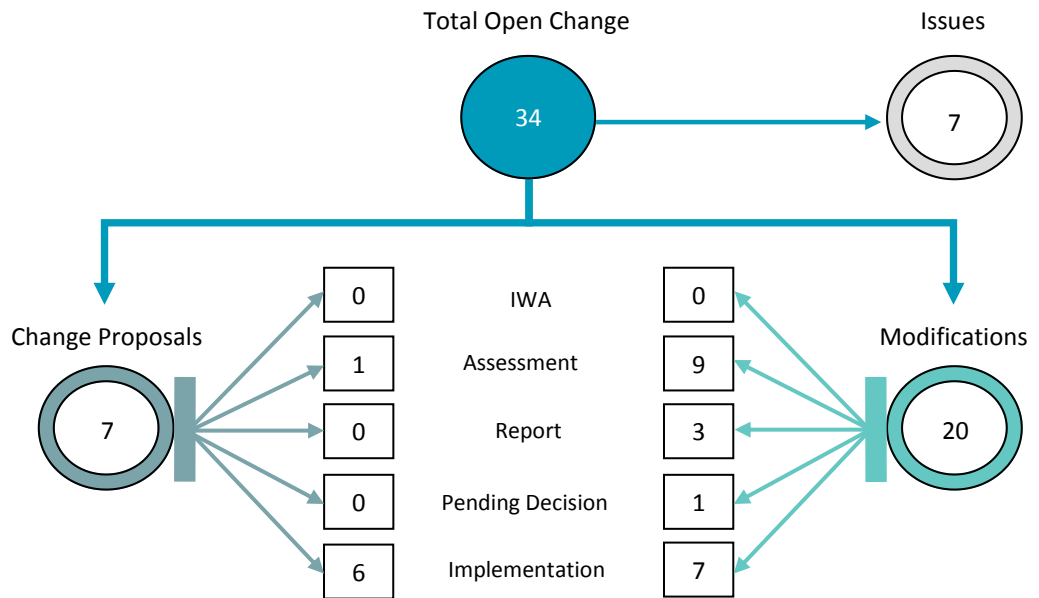 Total Open Change
Issues
34
7
Change Proposals
7
Modifications
20
0
IWA
0
1
Assessment
9
0
Report
3
0
Pending Decision
1
6
Implementation
7